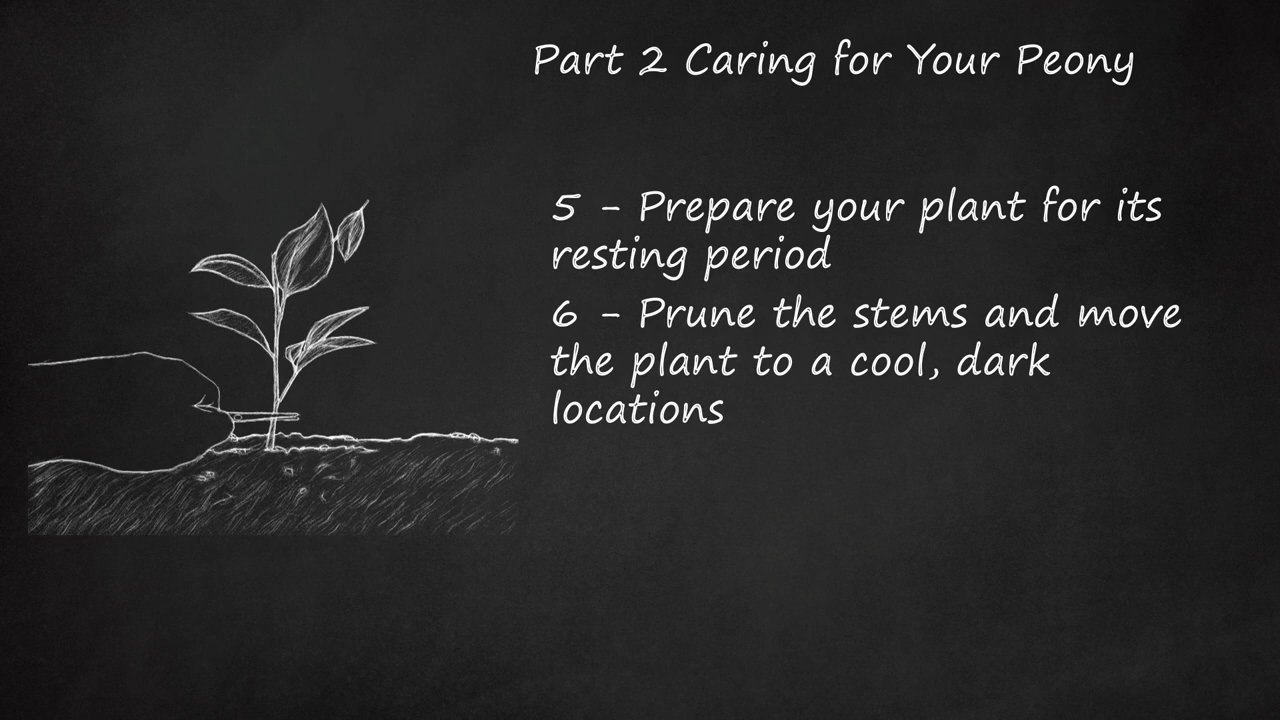 Part 2 Caring for Your Peony
5 - Prepare your plant for its
resting period
6 - Prune the stems and move
the plant to a cool, dark
locations